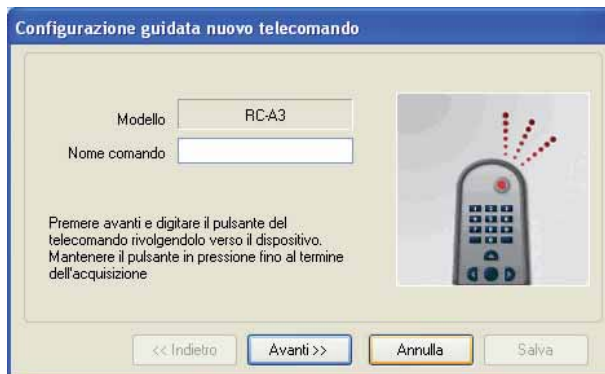 Configurazione guidata nuovo telecomando
Modello RC-A3
Nome comando
Premere avanti e digitare il pulsante del
telecomando rivolgendolo verso il dispositivo.
Mantenere il pulsante in pressione fino al termine
dell'acquisizione
<< Indietro Avanti >> Annulla Salva